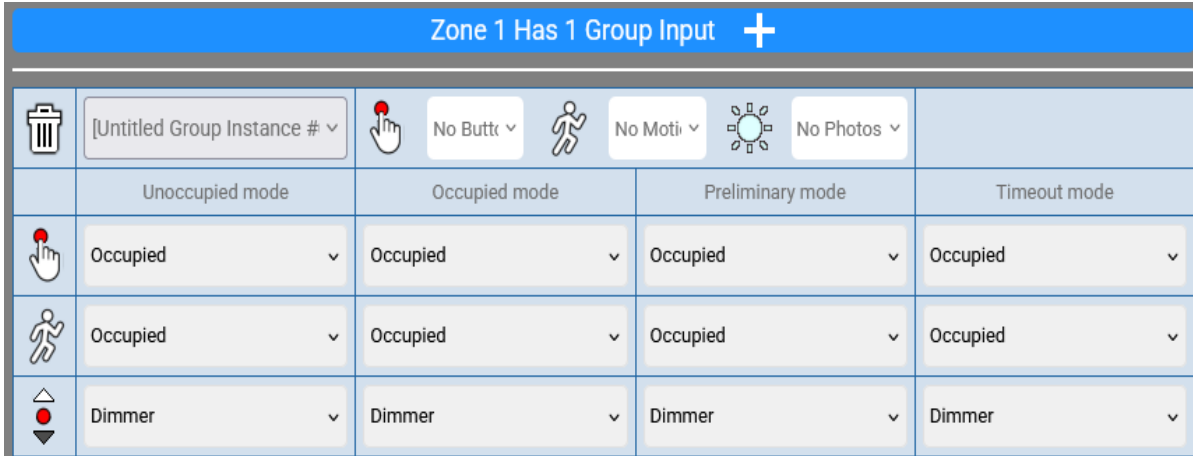 Zone 1 Has 1 Group Input
[Untitled Group Instance # No Butt No Moti No Photos
Unoccupied mode Occupied mode Preliminary mode Timeout mode
Occupied Occupied Occupied Occupied
Occupied Occupied Occupied Occupied
Dimmer Dimmer Dimmer Dimmer